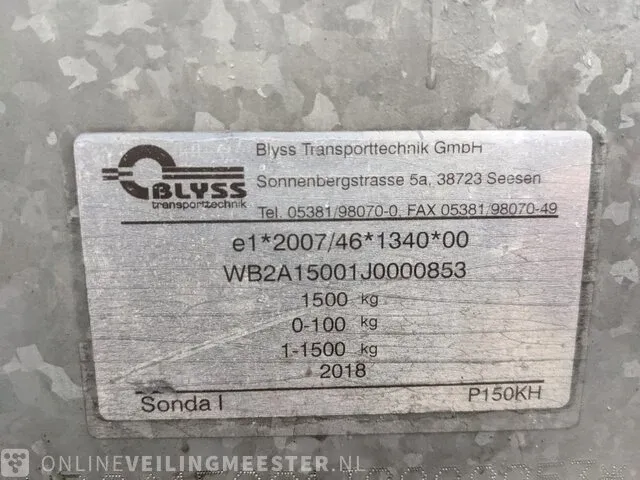 BLYSS
transporttechnik
Blyss Transporttechnik GmbH
Sonnenbergstrasse 5a, 38723 Seesen
Tel. 05381/98070-0, FAX 05381/98070-49
e1*2007/46*1340*00
WB2A15001J0000853
1500 kg
0-100 kg
1-1500 kg
2018
Sonda I P150KH
ONLINEVEILINGMEESTER.NL